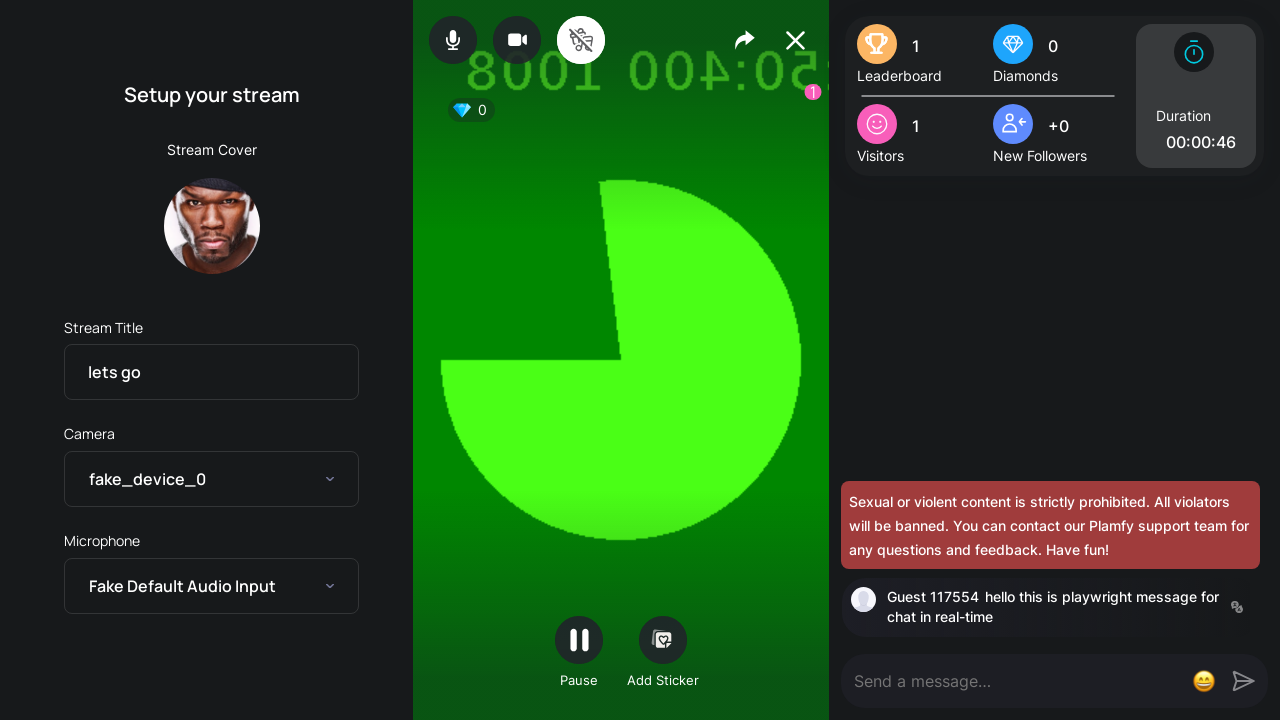 Setup your stream
Stream Cover
Stream Title
lets go
Camera
fake_device_0
Microphone
Fake Default Audio Input
:50:400 1008
1
0
Pause
Add Sticker
1
Leaderboard
0
Diamonds
1
Visitors
+0
New Followers
Duration
00:00:46
Sexual or violent content is strictly prohibited. All violators
will be banned. You can contact our Plamfy support team for
any questions and feedback. Have fun!
Guest 117554 hello this is playwright message for
chat in real-time
Send a message...